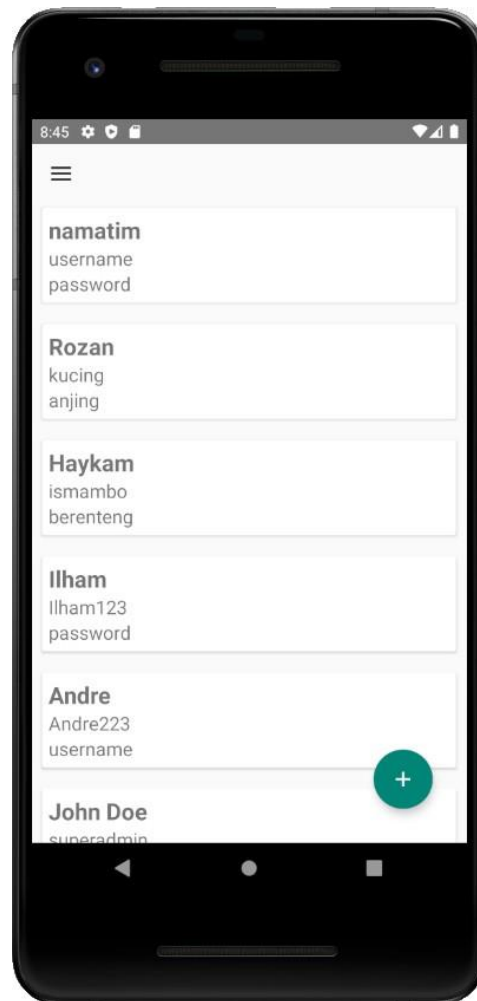 8:45
namatim
username
password
Rozan
kucing
anjing
Haykam
ismambo
berenteng
Ilham
Ilham123
password
Andre
Andre223
username
John Doe
superadmin